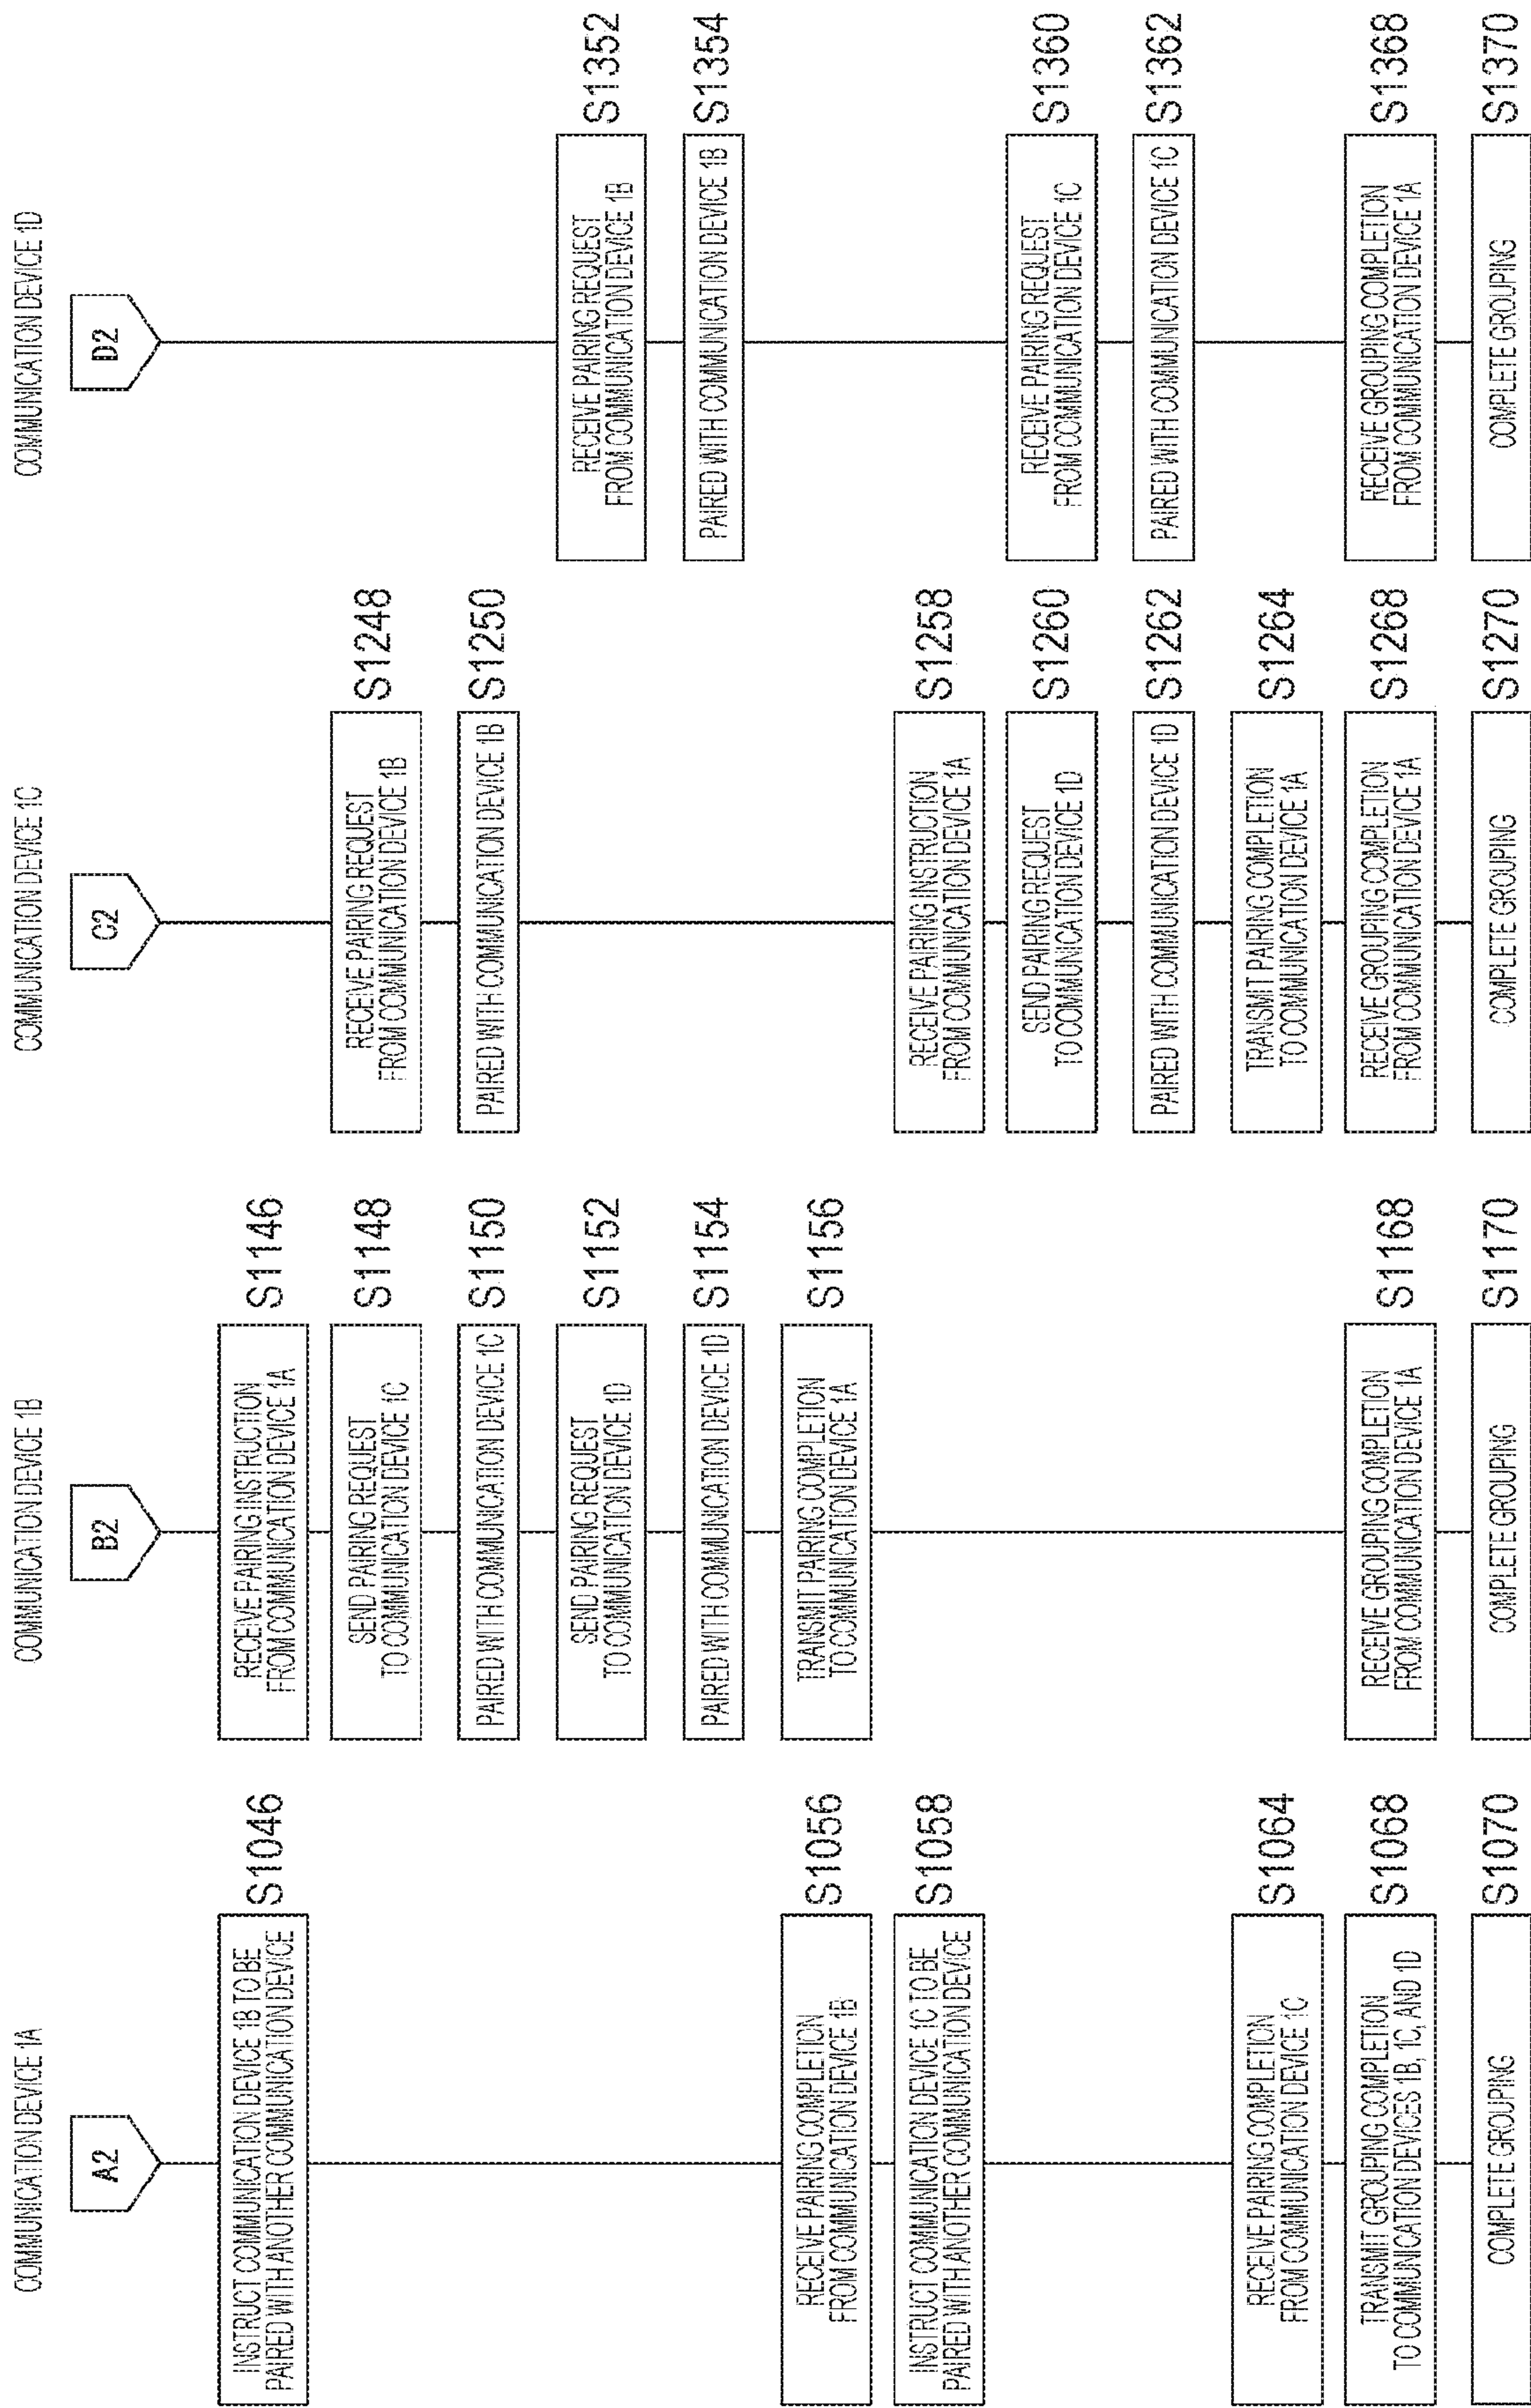 COMMUNICATION DEVICE 1A
A2
INSTRUCT COMMUNICATION DEVICE 1B TO BE
PAIRED WITH ANOTHER COMMUNICATION DEVICE
S1046
RECEIVE PAIRING COMPLETION
FROM COMMUNICATION DEVICE 1B
S1056
INSTRUCT COMMUNICATION DEVICE 1C TO BE
PAIRED WITH ANOTHER COMMUNICATION DEVICE
S1058
RECEIVE PAIRING COMPLETION
FROM COMMUNICATION DEVICE 1C
S1064
TRANSMIT GROUPING COMPLETION
TO COMMUNICATION DEVICES 1B, 1C, AND 1D
S1068
COMPLETE GROUPING
S1070
COMMUNICATION DEVICE 1B
B2
RECEIVE PAIRING INSTRUCTION
FROM COMMUNICATION DEVICE 1A
S1146
SEND PAIRING REQUEST
TO COMMUNICATION DEVICE 1C
S1148
PAIRED WITH COMMUNICATION DEVICE 1C
S1150
SEND PAIRING REQUEST
TO COMMUNICATION DEVICE 1D
S1152
PAIRED WITH COMMUNICATION DEVICE 1D
S1154
TRANSMIT PAIRING COMPLETION
TO COMMUNICATION DEVICE 1A
S1156
RECEIVE GROUPING COMPLETION
FROM COMMUNICATION DEVICE 1A
S1168
COMPLETE GROUPING
S1170
COMMUNICATION DEVICE 1C
C2
RECEIVE PAIRING REQUEST
FROM COMMUNICATION DEVICE 1B
S1248
PAIRED WITH COMMUNICATION DEVICE 1B
S1250
RECEIVE PAIRING INSTRUCTION
FROM COMMUNICATION DEVICE 1A
S1258
SEND PAIRING REQUEST
TO COMMUNICATION DEVICE 1D
S1260
PAIRED WITH COMMUNICATION DEVICE 1D
S1262
TRANSMIT PAIRING COMPLETION
TO COMMUNICATION DEVICE 1A
S1264
RECEIVE GROUPING COMPLETION
FROM COMMUNICATION DEVICE 1A
S1268
COMPLETE GROUPING
S1270
COMMUNICATION DEVICE 1D
D2
RECEIVE PAIRING REQUEST
FROM COMMUNICATION DEVICE 1B
S1352
PAIRED WITH COMMUNICATION DEVICE 1B
S1354
RECEIVE PAIRING REQUEST
FROM COMMUNICATION DEVICE 1C
S1360
PAIRED WITH COMMUNICATION DEVICE 1C
S1362
RECEIVE GROUPING COMPLETION
FROM COMMUNICATION DEVICE 1A
S1368
COMPLETE GROUPING
S1370